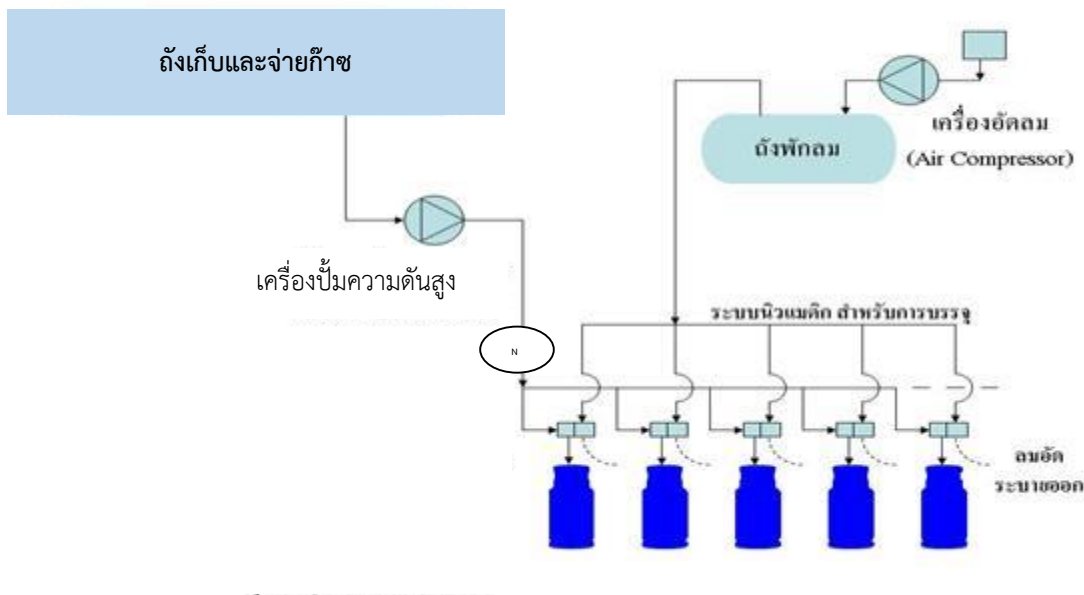 ถังเก็บและจ่ายก๊าซ
เครื่องอัดลม
(Air Compressor)
ถังพักลม
เครื่องปั้มความดันสูง
ระบบนิวแมติก สำหรับการบรรจุ
N
ลมอัด
ระบายออก